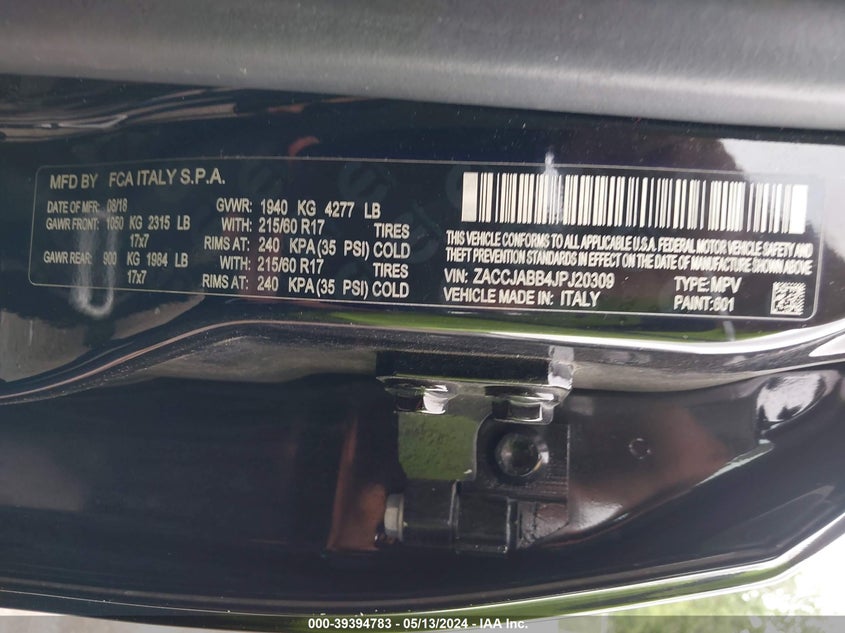 MFD BY FCA ITALY S.P.A.
DATE OF MFR: 08/18 GVWR: 1940 KG 4277 LB
GAWR FRONT: 1050 KG 2315 LB WITH: 215/60 R17 TIRES
17x7 RIMS AT: 240 KPA(35 PSI) COLD
GAWR REAR: 900 KG 1984 LB WITH: 215/60 R17 TIRES
17x7 RIMS AT: 240 KPA(35 PSI) COLD
THIS VEHICLE CONFORMS TO ALL APPLICABLE U.S.A. FEDERAL MOTOR VEHICLE SAFETY, BUMPER, AND
THEFT PREVENTION STANDARDS IN EFFECT ON THE DATE OF MANUFACTURE SHOWN ABOVE.
VIN: ZACCJABB4JPJ20309 TYPE: MPV
VEHICLE MADE IN: ITALY PAINT: 601
000-39394783 / 05/13/2024 - IAA Inc.